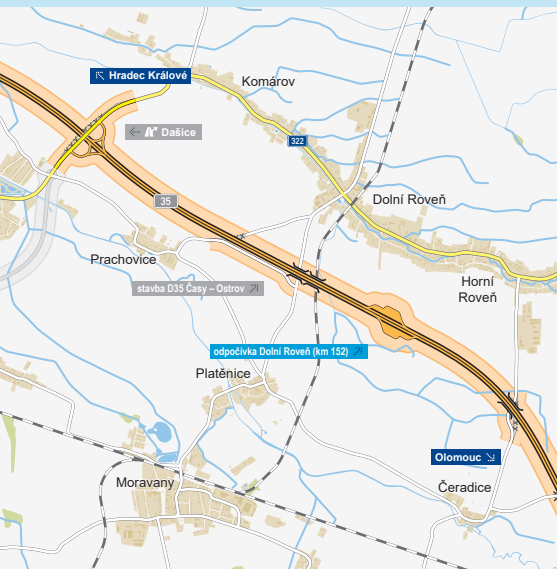 Hradec Králové
Komárov
Dašice
322
35
Dolní Roveň
Prachovice
Horní
Roveň
stavba D35 Časy – Ostrov
odpočívka Dolní Roveň (km 152)
Platěnice
Olomouc
Moravany
Čeradice